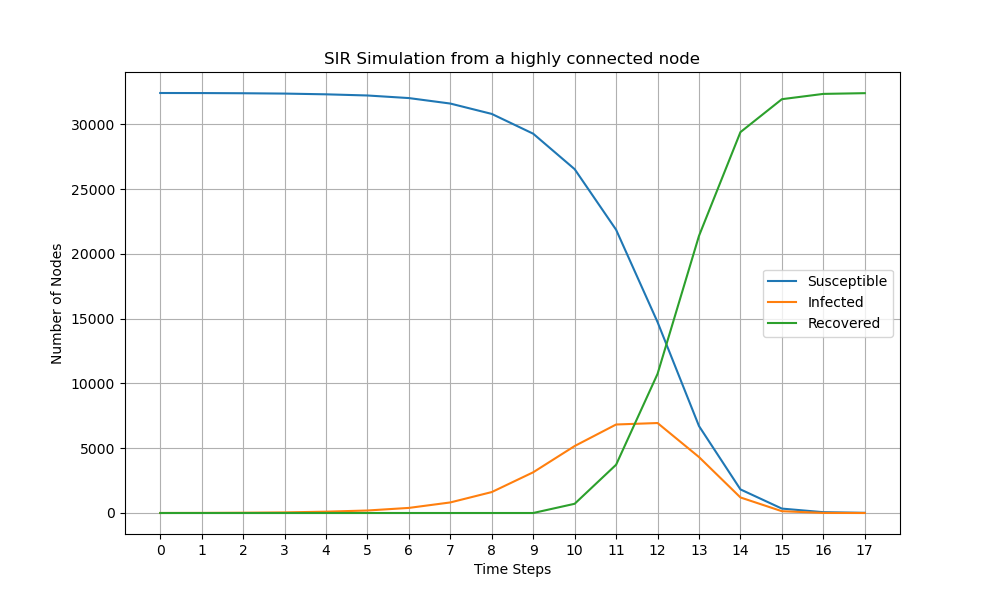 SIR Simulation from a highly connected node
Number of Nodes
30000
25000
20000
15000
10000
5000
0
Susceptible
Infected
Recovered
0 1 2 3 4 5 6 7 8 9 10 11 12 13 14 15 16 17
Time Steps